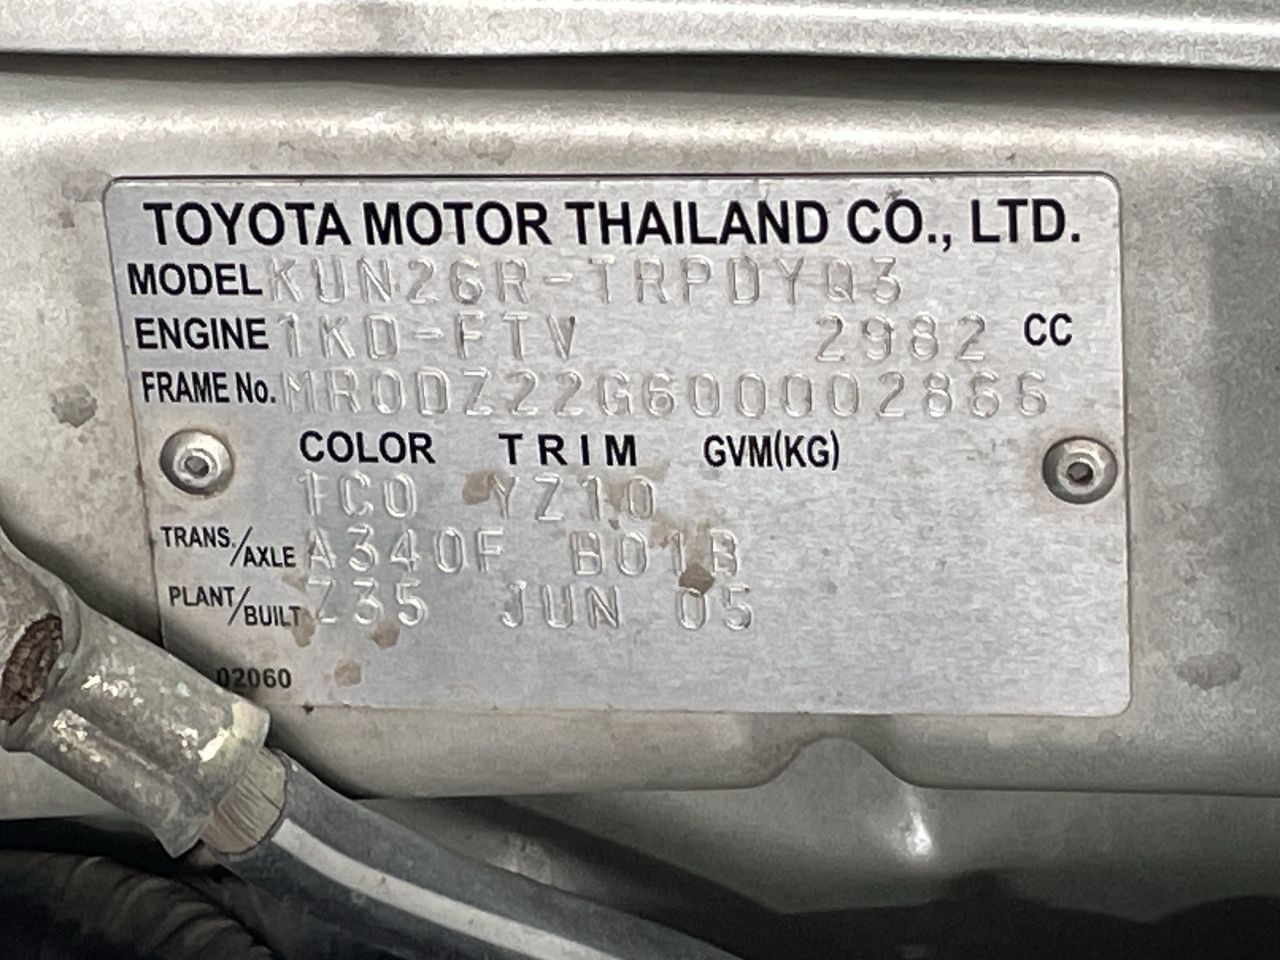 TOYOTA MOTOR THAILAND CO., LTD.
MODEL KUN26R-TRPDYQ3
ENGINE 1KD-FTV 2982 CC
FRAME No. MR0DZ22G600002866
COLOR TRIM GVM(KG)
1C0 YZ10
TRANS./AXLE A340F B01B
PLANT/BUILT Z35 JUN 05
02060